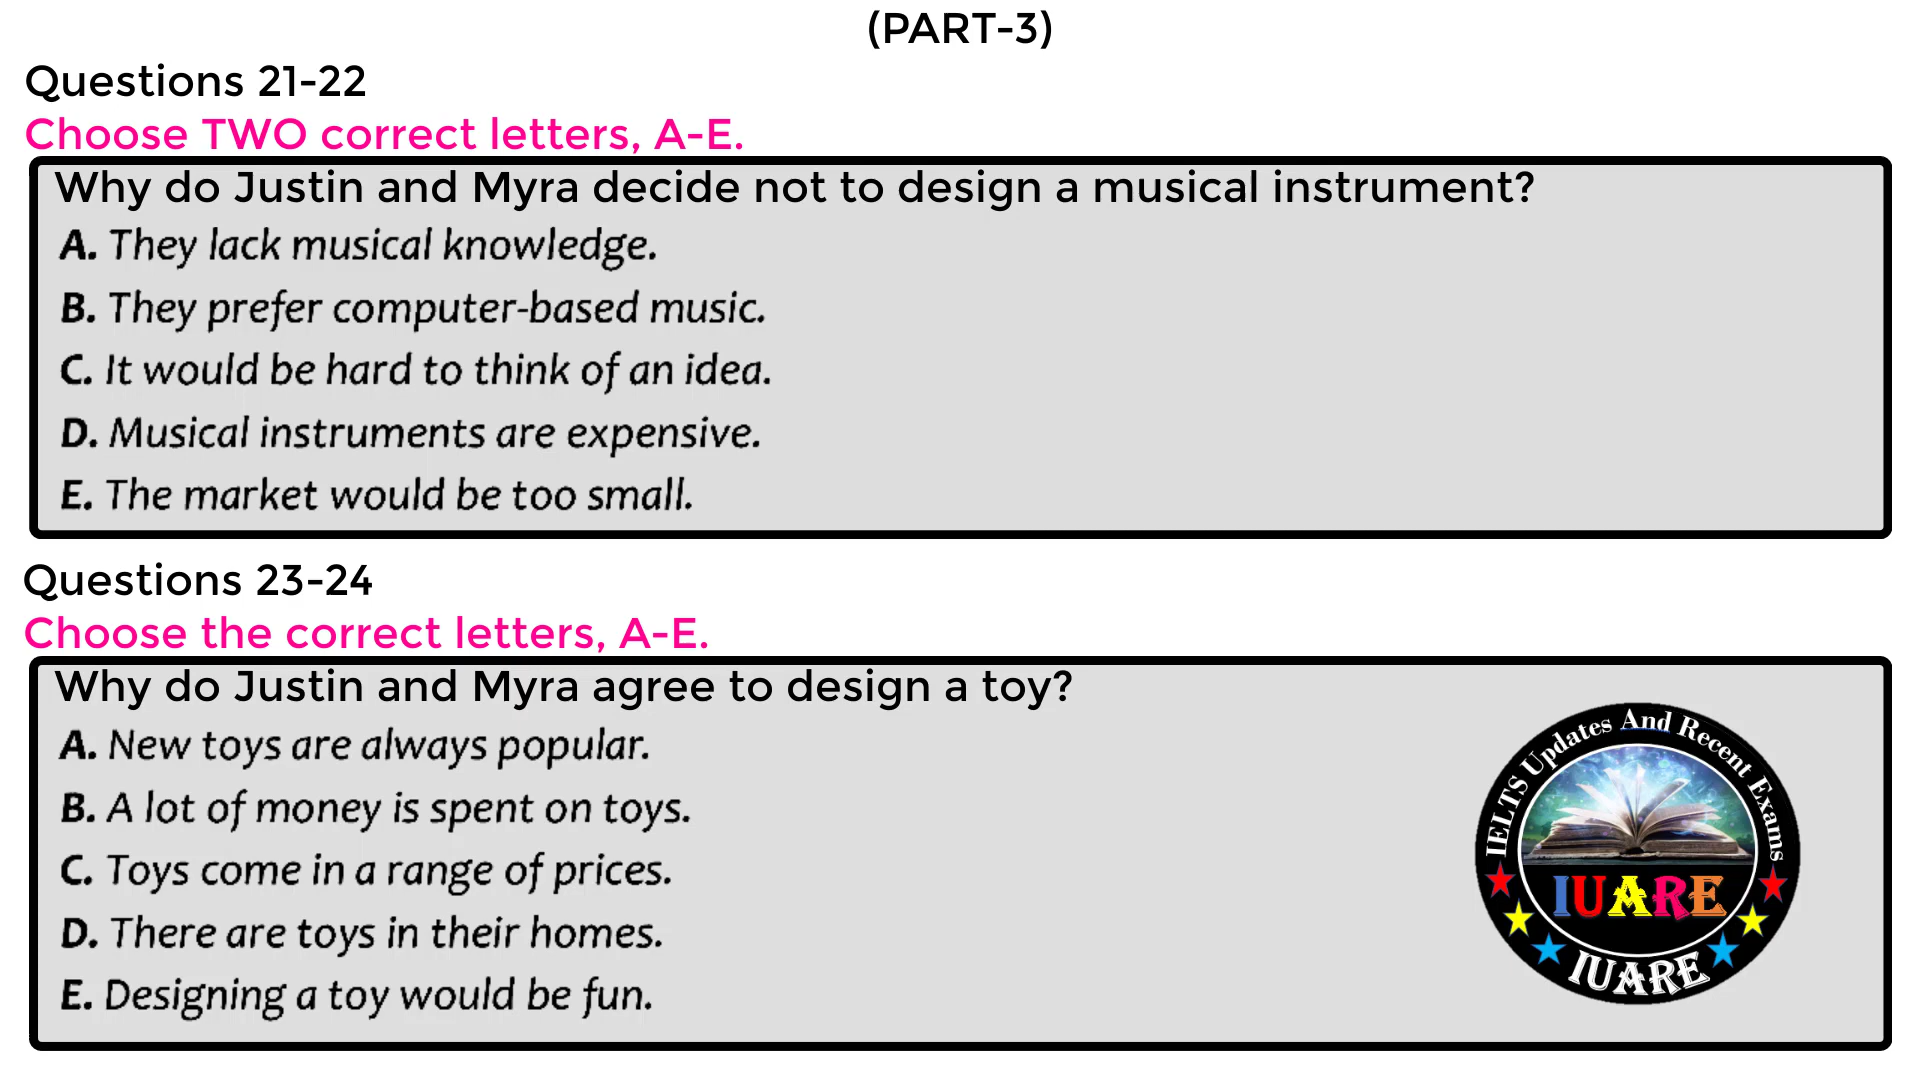 (PART-3)
Questions 21-22
Choose TWO correct letters, A-E.
Why do Justin and Myra decide not to design a musical instrument?
A. They lack musical knowledge.
B. They prefer computer-based music.
C. It would be hard to think of an idea.
D. Musical instruments are expensive.
E. The market would be too small.
Questions 23-24
Choose the correct letters, A-E.
Why do Justin and Myra agree to design a toy?
A. New toys are always popular.
B. A lot of money is spent on toys.
C. Toys come in a range of prices.
D. There are toys in their homes.
E. Designing a toy would be fun.
IELTS Updates And Recent Exams
IUARE
IUARE